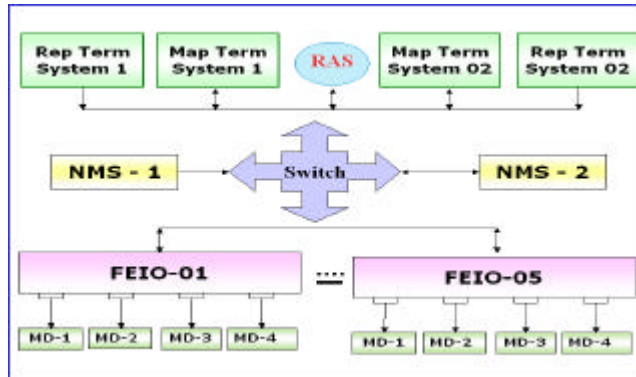 Rep Term
System 1
Map Term
System 1
RAS
Map Term
System 02
Rep Term
System 02
NMS - 1
Switch
NMS - 2
FEIO-01
FEIO-05
MD-1
MD-2
MD-3
MD-4
MD-1
MD-2
MD-3
MD-4